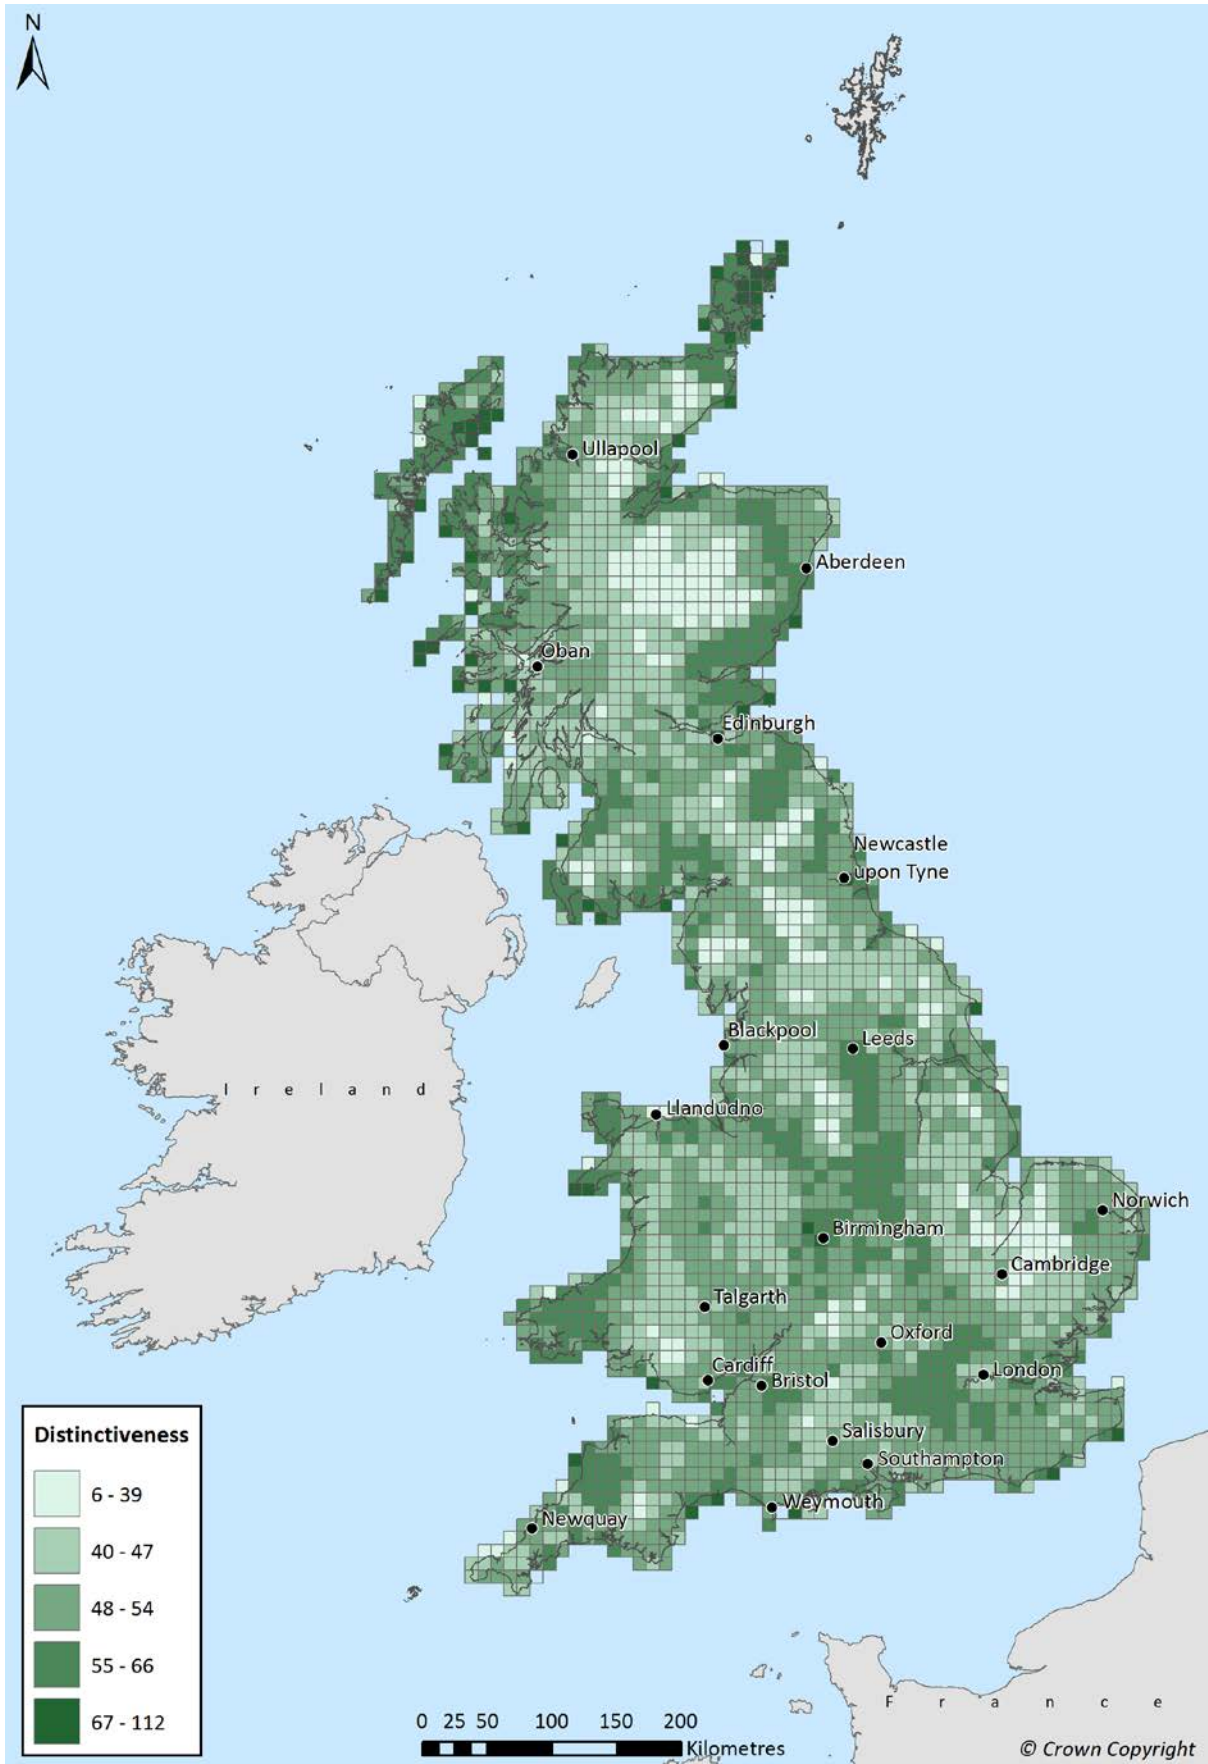 N
Ullapool
Aberdeen
Oban
Edinburgh
Newcastle
upon Tyne
Blackpool
Leeds
Ireland
Llandudno
Norwich
Birmingham
Cambridge
Talgarth
Oxford
Cardiff
London
Bristol
Distinctiveness
Salisbury
Southampton
6 - 39
Weymouth
Newquay
40 - 47
48 - 54
55 - 66
France
67 - 112
0 25 50 100 150 200
Kilometres
© Crown Copyright